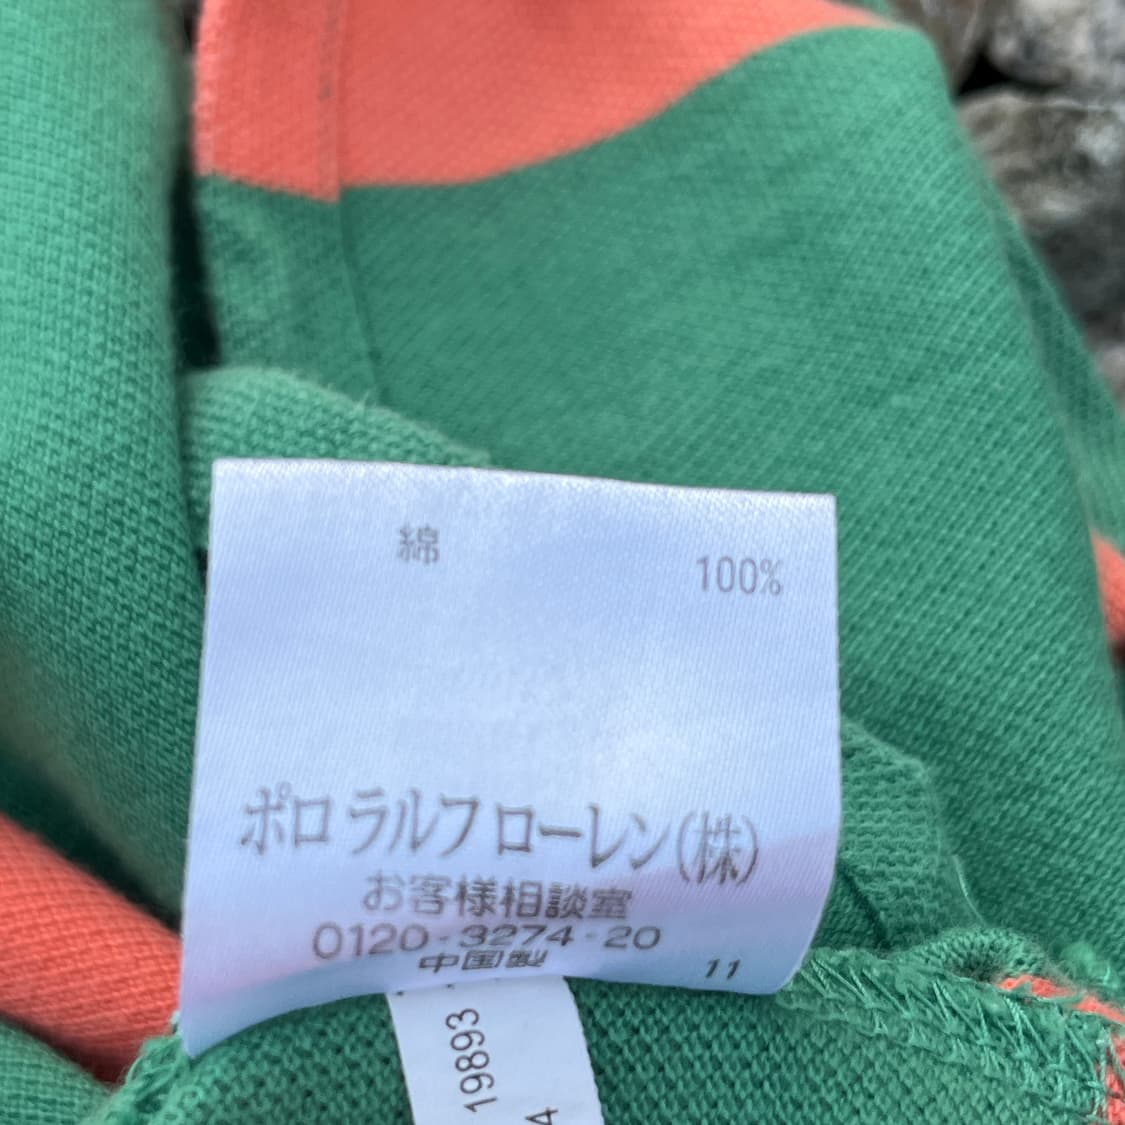 綿 100%
ポロ ラルフ ローレン(株)
お客様相談室
0120-3274-20
中国製 11
19893
4